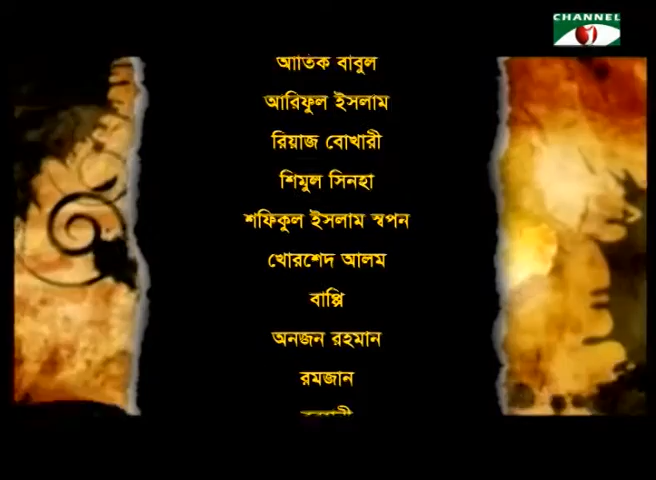 CHANNEL
আতিক বাবুল
আরিফুল ইসলাম
রিয়াজ বোখারী
শিমুল সিনহা
শফিকুল ইসলাম স্বপন
খোরশেদ আলম
বাপ্পি
অনজন রহমান
রমজান